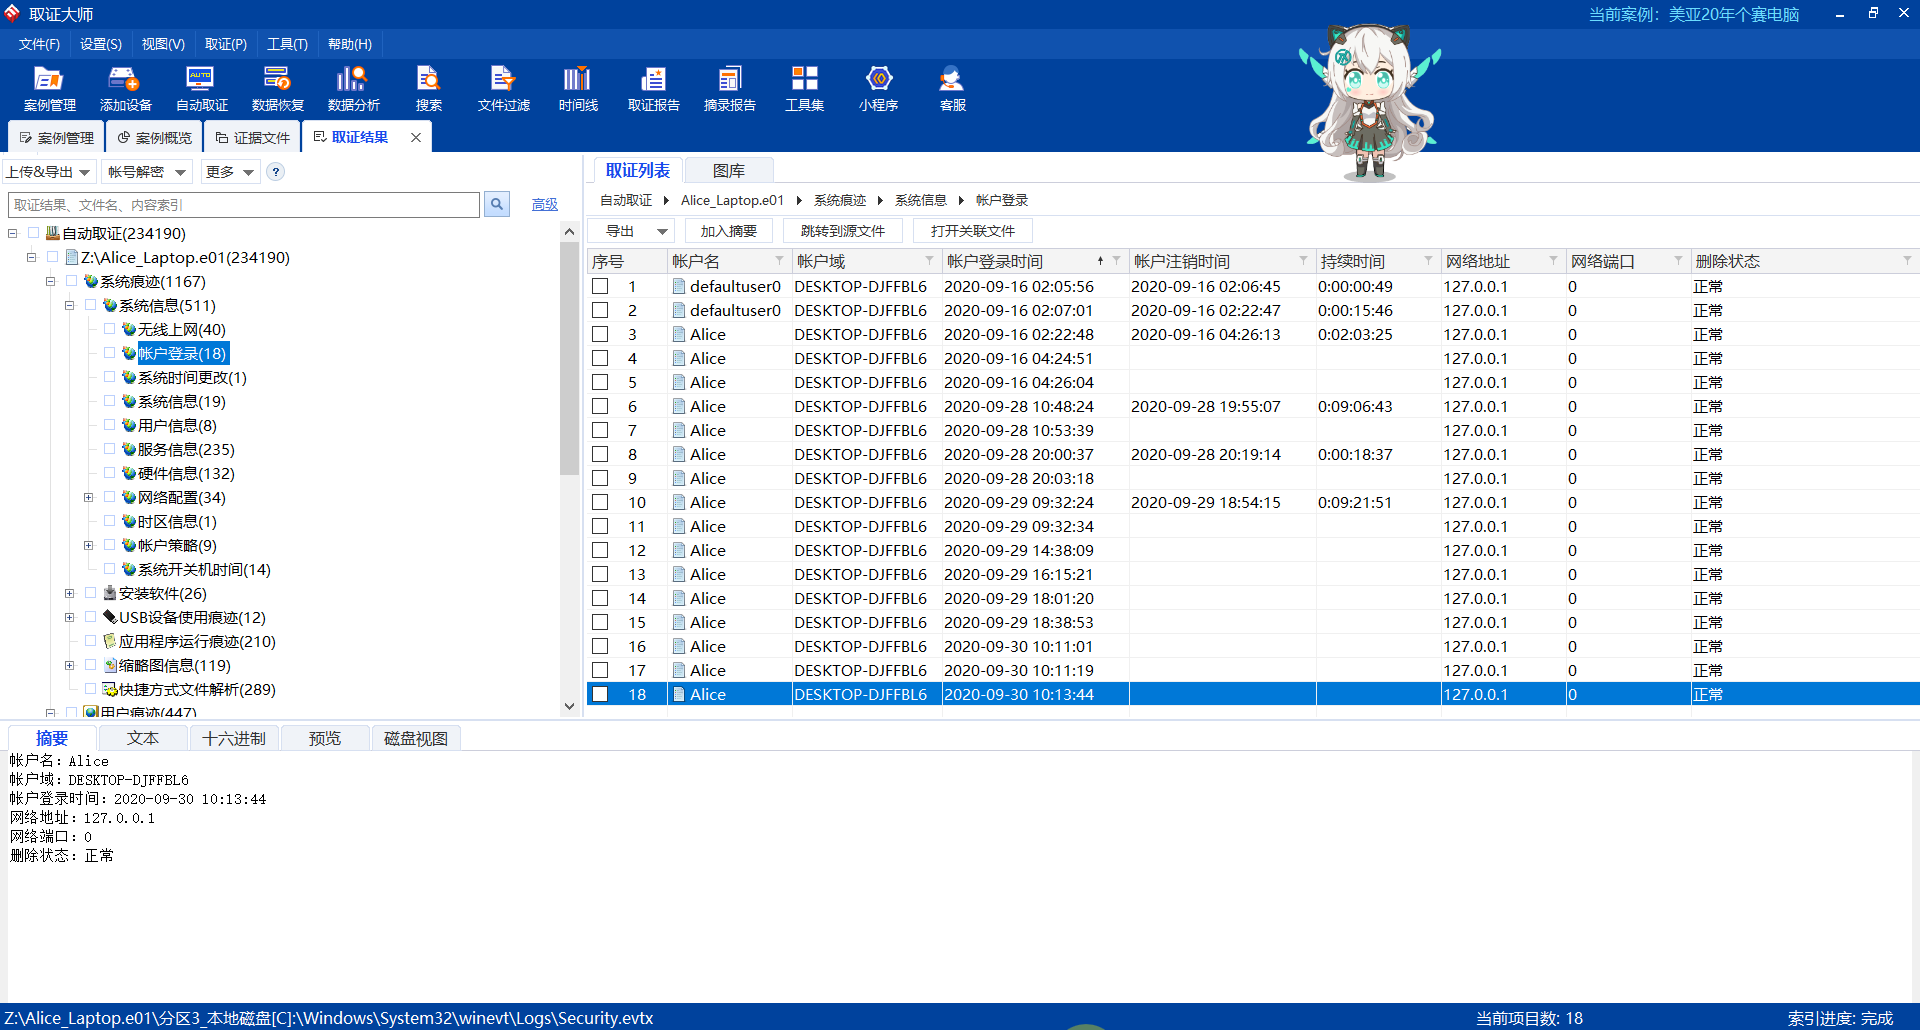 取证大师
当前案例：美亚20年个赛电脑
文件(F) 设置(S) 视图(V) 取证(P) 工具(T) 帮助(H)
案例管理 添加设备 自动取证 数据恢复 数据分析 搜索 文件过滤 时间线 取证报告 摘录报告 工具集 小程序 客服
案例管理 案例概览 证据文件 取证结果
上传&导出 帐号解密 更多 ?
取证结果、文件名、内容索引 高级
自动取证(234190)
Z:\Alice_Laptop.e01(234190)
系统痕迹(1167)
系统信息(511)
无线上网(40)
帐户登录(18)
系统时间更改(1)
系统信息(19)
用户信息(8)
服务信息(235)
硬件信息(132)
网络配置(34)
时区信息(1)
帐户策略(9)
系统开关机时间(14)
安装软件(26)
USB设备使用痕迹(12)
应用程序运行痕迹(210)
缩略图信息(119)
快捷方式文件解析(289)
用户痕迹(447)
取证列表 图库
自动取证 Alice_Laptop.e01 系统痕迹 系统信息 帐户登录
导出 加入摘要 跳转到源文件 打开关联文件
序号 帐户名 帐户域 帐户登录时间 帐户注销时间 持续时间 网络地址 网络端口 删除状态
1 defaultuser0 DESKTOP-DJFFBL6 2020-09-16 02:05:56 2020-09-16 02:06:45 0:00:00:49 127.0.0.1 0 正常
2 defaultuser0 DESKTOP-DJFFBL6 2020-09-16 02:07:01 2020-09-16 02:22:47 0:00:15:46 127.0.0.1 0 正常
3 Alice DESKTOP-DJFFBL6 2020-09-16 02:22:48 2020-09-16 04:26:13 0:02:03:25 127.0.0.1 0 正常
4 Alice DESKTOP-DJFFBL6 2020-09-16 04:24:51 127.0.0.1 0 正常
5 Alice DESKTOP-DJFFBL6 2020-09-16 04:26:04 127.0.0.1 0 正常
6 Alice DESKTOP-DJFFBL6 2020-09-28 10:48:24 2020-09-28 19:55:07 0:09:06:43 127.0.0.1 0 正常
7 Alice DESKTOP-DJFFBL6 2020-09-28 10:53:39 127.0.0.1 0 正常
8 Alice DESKTOP-DJFFBL6 2020-09-28 20:00:37 2020-09-28 20:19:14 0:00:18:37 127.0.0.1 0 正常
9 Alice DESKTOP-DJFFBL6 2020-09-28 20:03:18 127.0.0.1 0 正常
10 Alice DESKTOP-DJFFBL6 2020-09-29 09:32:24 2020-09-29 18:54:15 0:09:21:51 127.0.0.1 0 正常
11 Alice DESKTOP-DJFFBL6 2020-09-29 09:32:34 127.0.0.1 0 正常
12 Alice DESKTOP-DJFFBL6 2020-09-29 14:38:09 127.0.0.1 0 正常
13 Alice DESKTOP-DJFFBL6 2020-09-29 16:15:21 127.0.0.1 0 正常
14 Alice DESKTOP-DJFFBL6 2020-09-29 18:01:20 127.0.0.1 0 正常
15 Alice DESKTOP-DJFFBL6 2020-09-29 18:38:53 127.0.0.1 0 正常
16 Alice DESKTOP-DJFFBL6 2020-09-30 10:11:01 127.0.0.1 0 正常
17 Alice DESKTOP-DJFFBL6 2020-09-30 10:11:19 127.0.0.1 0 正常
18 Alice DESKTOP-DJFFBL6 2020-09-30 10:13:44 127.0.0.1 0 正常
摘要 文本 十六进制 预览 磁盘视图
帐户名：Alice
帐户域：DESKTOP-DJFFBL6
帐户登录时间：2020-09-30 10:13:44
网络地址：127.0.0.1
网络端口：0
删除状态：正常
Z:\Alice_Laptop.e01\分区3_本地磁盘[C]:\Windows\System32\winevt\Logs\Security.evtx
当前项目数: 18
索引进度: 完成